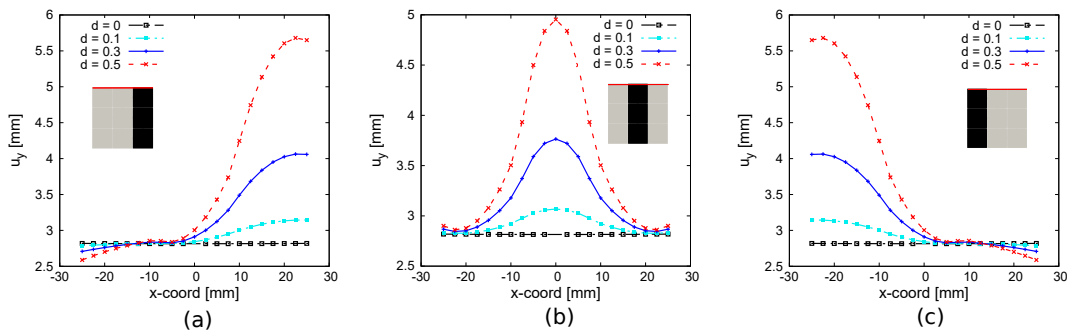 d = 0
d = 0.1
d = 0.3
d = 0.5
6
5.5
5
4.5
4
3.5
3
2.5
-30 -20 -10 0 10 20 30
u_y [mm]
x-coord [mm]
(a)
d = 0
d = 0.1
d = 0.3
d = 0.5
5
4.5
4
3.5
3
2.5
-30 -20 -10 0 10 20 30
u_y [mm]
x-coord [mm]
(b)
d = 0
d = 0.1
d = 0.3
d = 0.5
6
5.5
5
4.5
4
3.5
3
2.5
-30 -20 -10 0 10 20 30
u_y [mm]
x-coord [mm]
(c)